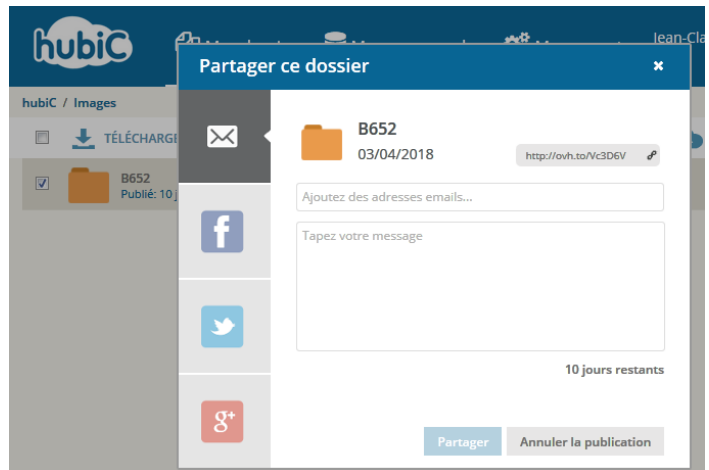 hubiC
Jean-Cla
Partager ce dossier
hubiC / Images
TÉLÉCHARGE
B652
03/04/2018
http://ovh.to/Vc3D6V
B652
Publié: 10 j
Ajoutez des adresses emails...
Tapez votre message
10 jours restants
Partager
Annuler la publication